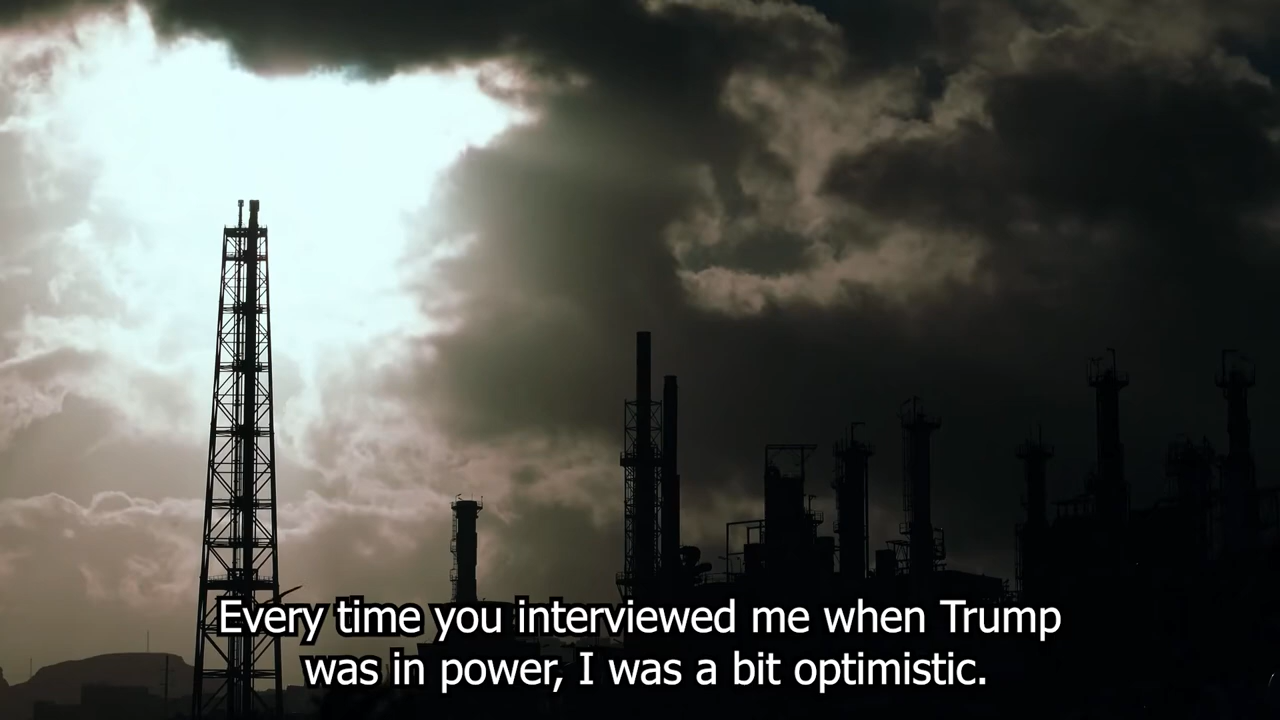 Every time you interviewed me when Trump
was in power, I was a bit optimistic.